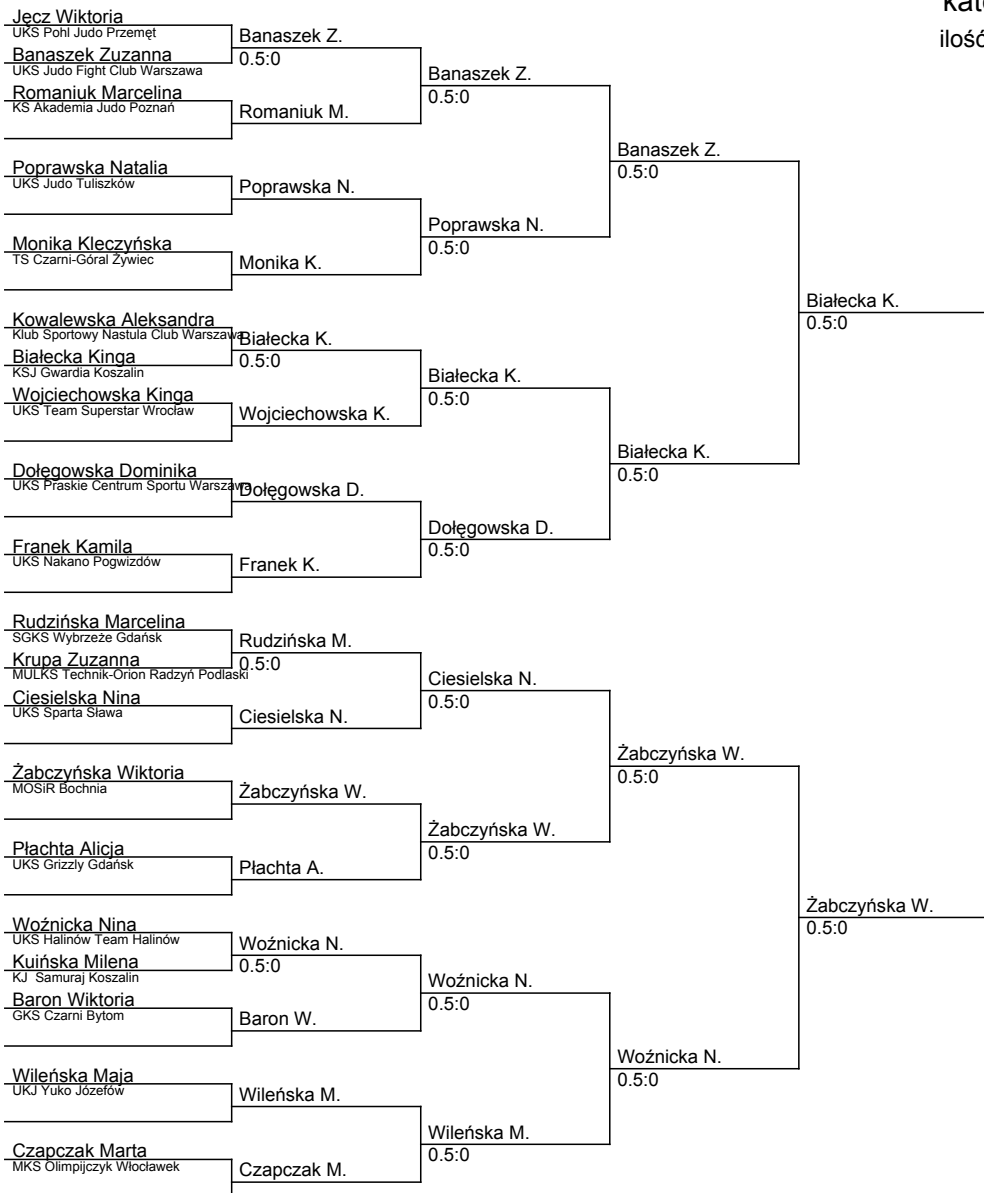 kate
ilość
Jęcz Wiktoria
UKS Pohl Judo Przemęt
Banaszek Zuzanna
UKS Judo Fight Club Warszawa
Romaniuk Marcelina
KS Akademia Judo Poznań
Poprawska Natalia
UKS Judo Tuliszków
Monika Kleczyńska
TS Czarni-Góral Żywiec
Kowalewska Aleksandra
Klub Sportowy Nastula Club Warszawa
Białecka Kinga
KSJ Gwardia Koszalin
Wojciechowska Kinga
UKS Team Superstar Wrocław
Dołęgowska Dominika
UKS Praskie Centrum Sportu Warszawa
Franek Kamila
UKS Nakano Pogwizdów
Rudzińska Marcelina
SGKS Wybrzeże Gdańsk
Krupa Zuzanna
MULKS Technik-Orion Radzyń Podlaski
Ciesielska Nina
UKS Sparta Sława
Żabczyńska Wiktoria
MOSiR Bochnia
Płachta Alicja
UKS Grizzly Gdańsk
Woźnicka Nina
UKS Halinów Team Halinów
Kuińska Milena
KJ Samuraj Koszalin
Baron Wiktoria
GKS Czarni Bytom
Wileńska Maja
UKJ Yuko Józefów
Czapczak Marta
MKS Olimpijczyk Włocławek
Banaszek Z.
0.5:0
Romaniuk M.
Poprawska N.
Monika K.
Białecka K.
0.5:0
Wojciechowska K.
Dołęgowska D.
Franek K.
Rudzińska M.
0.5:0
Ciesielska N.
Żabczyńska W.
Płachta A.
Woźnicka N.
0.5:0
Baron W.
Wileńska M.
Czapczak M.
Banaszek Z.
0.5:0
Poprawska N.
0.5:0
Białecka K.
0.5:0
Dołęgowska D.
0.5:0
Ciesielska N.
0.5:0
Żabczyńska W.
0.5:0
Woźnicka N.
0.5:0
Wileńska M.
0.5:0
Banaszek Z.
0.5:0
Białecka K.
0.5:0
Żabczyńska W.
0.5:0
Woźnicka N.
0.5:0
Białecka K.
0.5:0
Żabczyńska W.
0.5:0